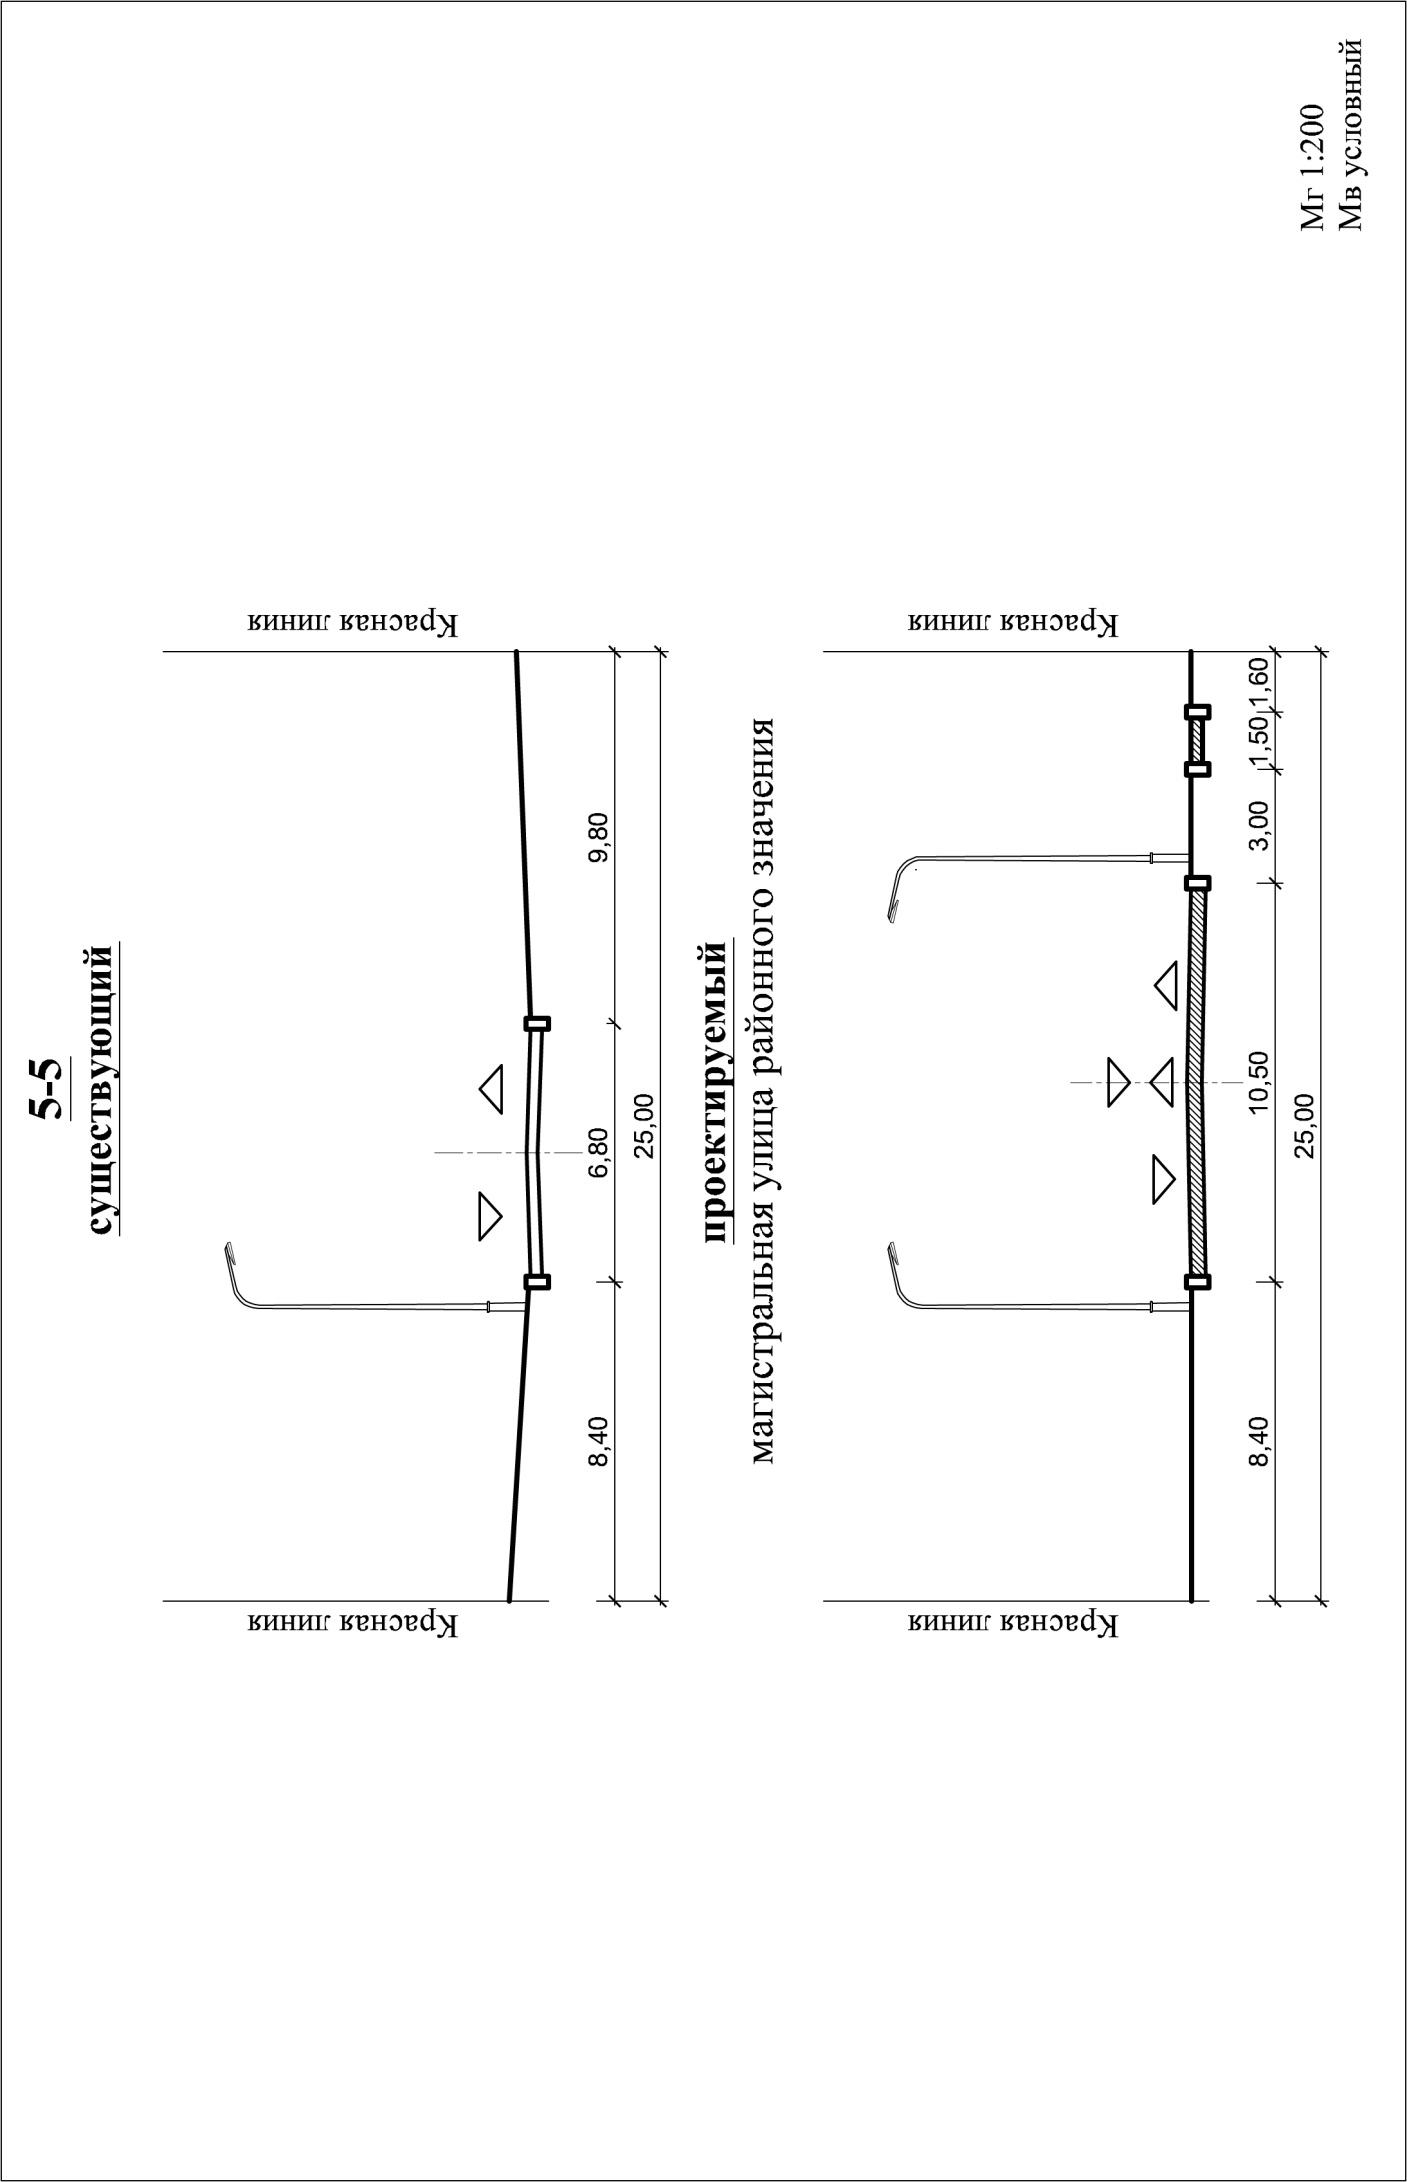 5-5
существующий
Красная линия
Красная линия
8,40
6,80
9,80
25,00
проектируемый
магистральная улица районного значения
Красная линия
Красная линия
8,40
10,50
3,00
1,50
1,60
25,00
Мг 1:200
Мв условный